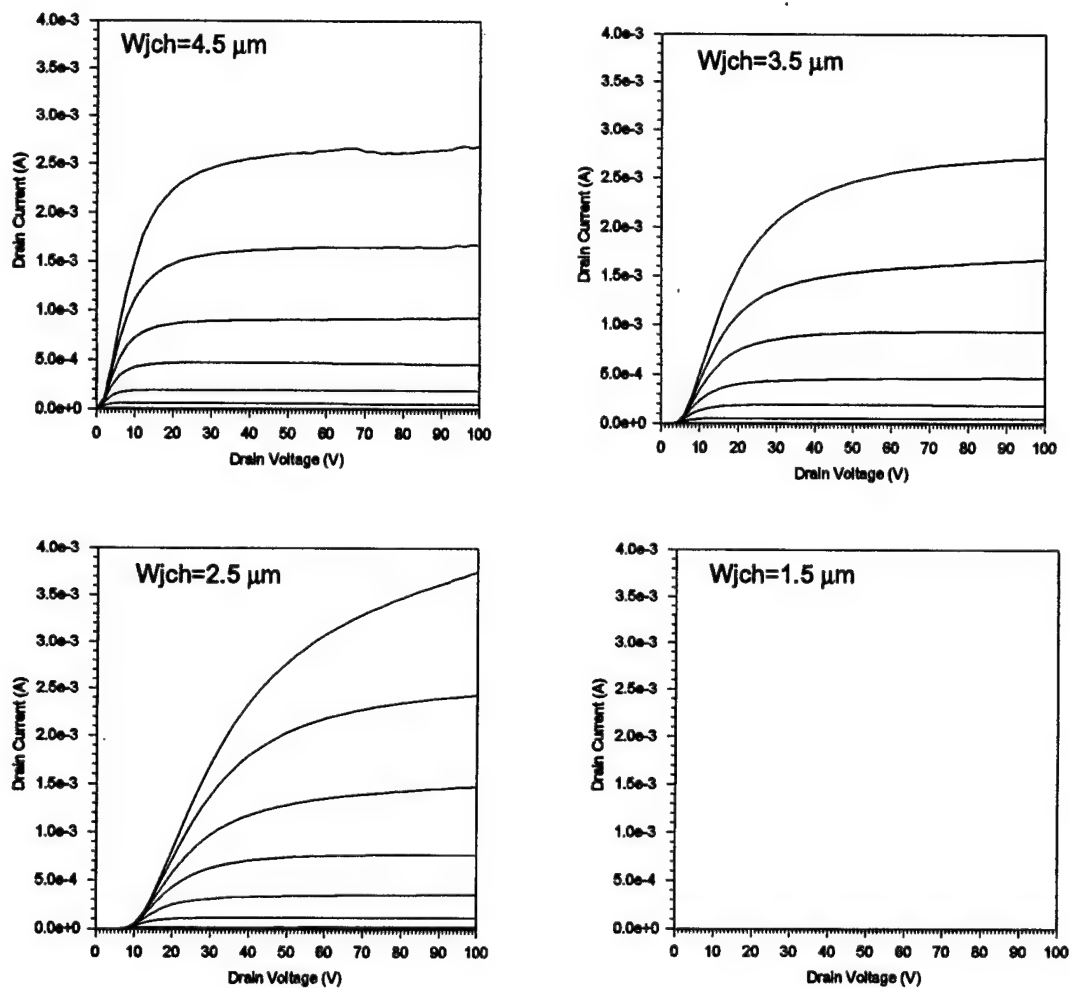 Wjch=4.5 µm
4.0e-3
3.5e-3
3.0e-3
2.5e-3
2.0e-3
1.5e-3
1.0e-3
5.0e-4
0.0e+0
Drain Current (A)
0 10 20 30 40 50 60 70 80 90 100
Drain Voltage (V)
Wjch=3.5 µm
4.0e-3
3.5e-3
3.0e-3
2.5e-3
2.0e-3
1.5e-3
1.0e-3
5.0e-4
0.0e+0
Drain Current (A)
0 10 20 30 40 50 60 70 80 90 100
Drain Voltage (V)
Wjch=2.5 µm
4.0e-3
3.5e-3
3.0e-3
2.5e-3
2.0e-3
1.5e-3
1.0e-3
5.0e-4
0.0e+0
Drain Current (A)
0 10 20 30 40 50 60 70 80 90 100
Drain Voltage (V)
Wjch=1.5 µm
4.0e-3
3.5e-3
3.0e-3
2.5e-3
2.0e-3
1.5e-3
1.0e-3
5.0e-4
0.0e+0
Drain Current (A)
0 10 20 30 40 50 60 70 80 90 100
Drain Voltage (V)